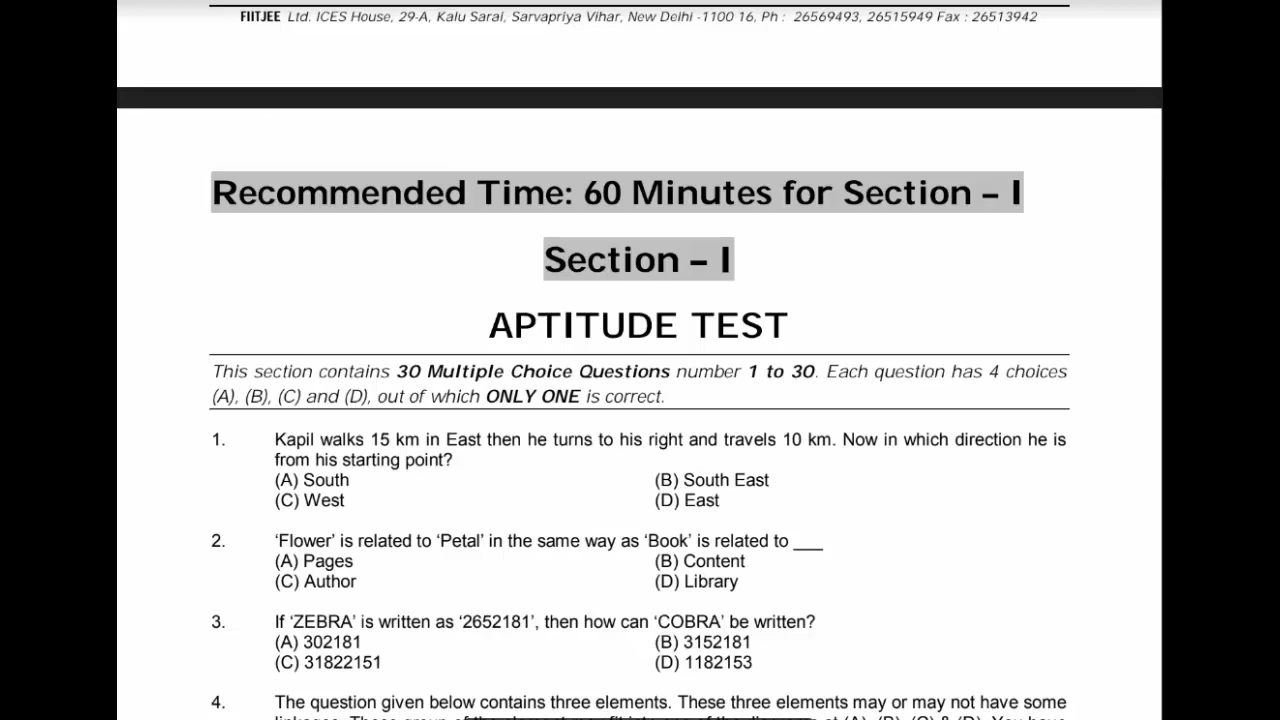 FIITJEE Ltd. ICES House, 29-A, Kalu Sarai, Sarvapriya Vihar, New Delhi -1100 16, Ph : 26569493, 26515949 Fax : 26513942
Recommended Time: 60 Minutes for Section – I
Section – I
APTITUDE TEST
This section contains 30 Multiple Choice Questions number 1 to 30. Each question has 4 choices
(A), (B), (C) and (D), out of which ONLY ONE is correct.
1. Kapil walks 15 km in East then he turns to his right and travels 10 km. Now in which direction he is
from his starting point?
(A) South (B) South East
(C) West (D) East
2. ‘Flower’ is related to ‘Petal’ in the same way as ‘Book’ is related to ___
(A) Pages (B) Content
(C) Author (D) Library
3. If ‘ZEBRA’ is written as ‘2652181’, then how can ‘COBRA’ be written?
(A) 302181 (B) 3152181
(C) 31822151 (D) 1182153
4. The question given below contains three elements. These three elements may or may not have some